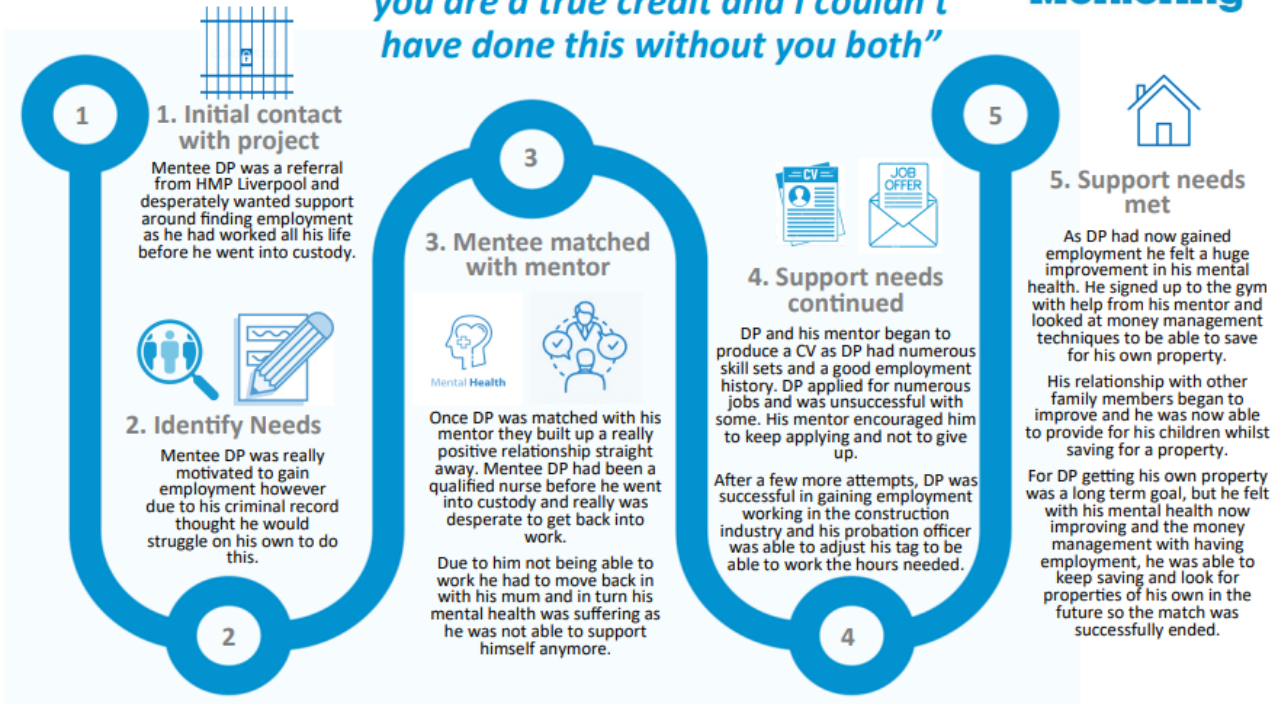 you are a true credit and I couldn't
have done this without you both”
Mentoring
1
1. Initial contact
with project
Mentee DP was a referral
from HMP Liverpool and
desperately wanted support
around finding employment
as he had worked all his life
before he went into custody.
2. Identify Needs
Mentee DP was really
motivated to gain
employment however
due to his criminal record
thought he would
struggle on his own to do
this.
2
3
3. Mentee matched
with mentor
Mental Health
Once DP was matched with his
mentor they built up a really
positive relationship straight
away. Mentee DP had been a
qualified nurse before he went
into custody and really was
desperate to get back into
work.
Due to him not being able to
work he had to move back in
with his mum and in turn his
mental health was suffering as
he was not able to support
himself anymore.
CV
JOB
OFFER
4. Support needs
continued
DP and his mentor began to
produce a CV as DP had numerous
skill sets and a good employment
history. DP applied for numerous
jobs and was unsuccessful with
some. His mentor encouraged him
to keep applying and not to give
up.
After a few more attempts, DP was
successful in gaining employment
working in the construction
industry and his probation officer
was able to adjust his tag to be
able to work the hours needed.
4
5
5. Support needs
met
As DP had now gained
employment he felt a huge
improvement in his mental
health. He signed up to the gym
with help from his mentor and
looked at money management
techniques to be able to save
for his own property.
His relationship with other
family members began to
improve and he was now able
to provide for his children whilst
saving for a property.
For DP getting his own property
was a long term goal, but he felt
with his mental health now
improving and the money
management with having
employment, he was able to
keep saving and look for
properties of his own in the
future so the match was
successfully ended.